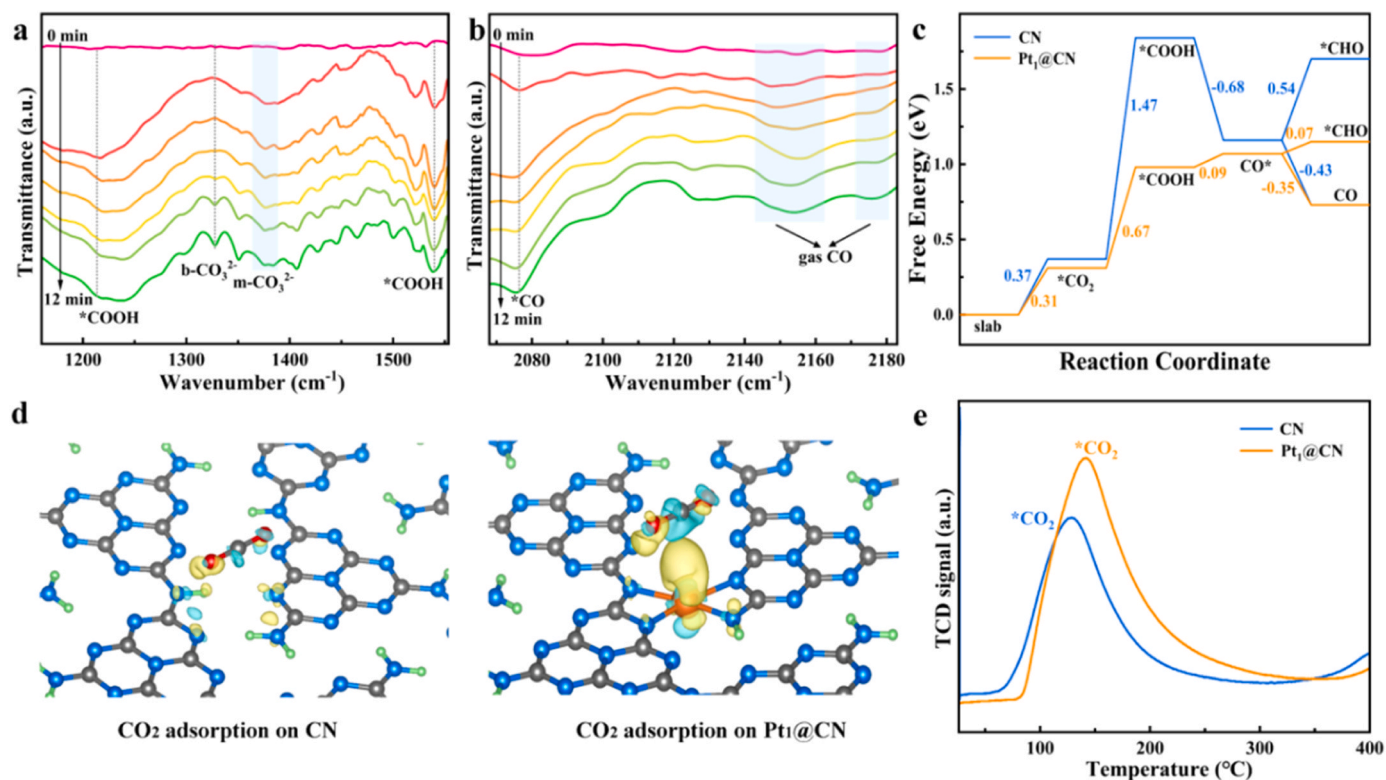 a
0 min
12 min
*COOH
b-CO₃²⁻
m-CO₃²⁻
*COOH
Transmittance (a.u.)
1200 1300 1400 1500
Wavenumber (cm⁻¹)
b
0 min
12 min
*CO
gas CO
Transmittance (a.u.)
2080 2100 2120 2140 2160 2180
Wavenumber (cm⁻¹)
c
CN
Pt₁@CN
*COOH
*CHO
1.47
-0.68
0.54
0.07
*CHO
*COOH
0.09
CO*
-0.43
-0.35
CO
0.67
0.37
*CO₂
0.31
slab
Free Energy (eV)
1.5
1.0
0.5
0.0
Reaction Coordinate
d
CO₂ adsorption on CN
CO₂ adsorption on Pt₁@CN
e
CN
Pt₁@CN
*CO₂
*CO₂
TCD signal (a.u.)
100 200 300 400
Temperature (°C)